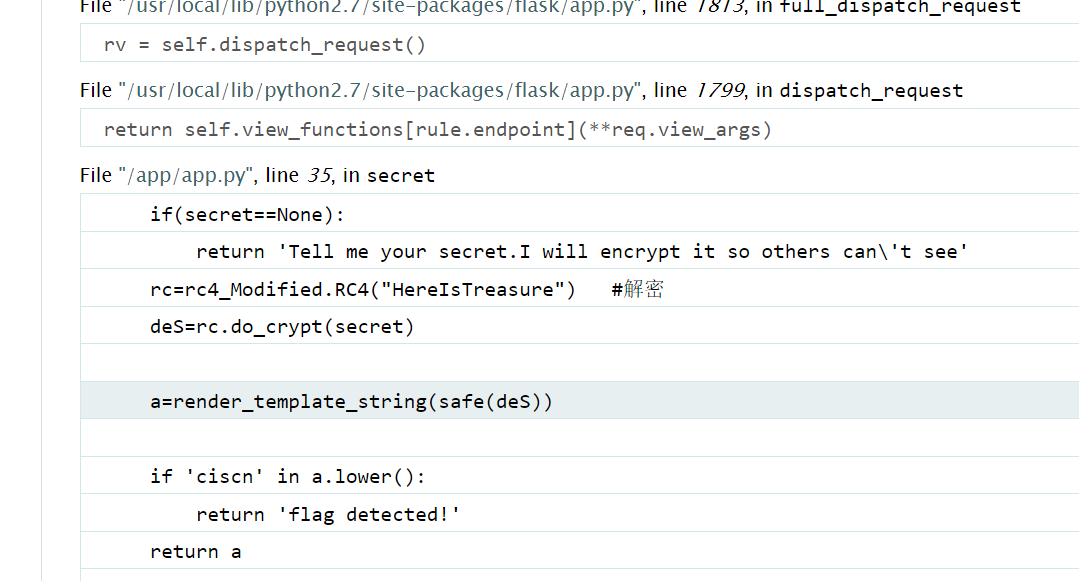 File "/usr/local/lib/python2.7/site-packages/flask/app.py", line 1813, in full_dispatch_request
rv = self.dispatch_request()
File "/usr/local/lib/python2.7/site-packages/flask/app.py", line 1799, in dispatch_request
return self.view_functions[rule.endpoint](**req.view_args)
File "/app/app.py", line 35, in secret
if(secret==None):
return 'Tell me your secret.I will encrypt it so others can\'t see'
rc=rc4_Modified.RC4("HereIsTreasure")   #解密
deS=rc.do_crypt(secret)
a=render_template_string(safe(deS))
if 'ciscn' in a.lower():
return 'flag detected!'
return a